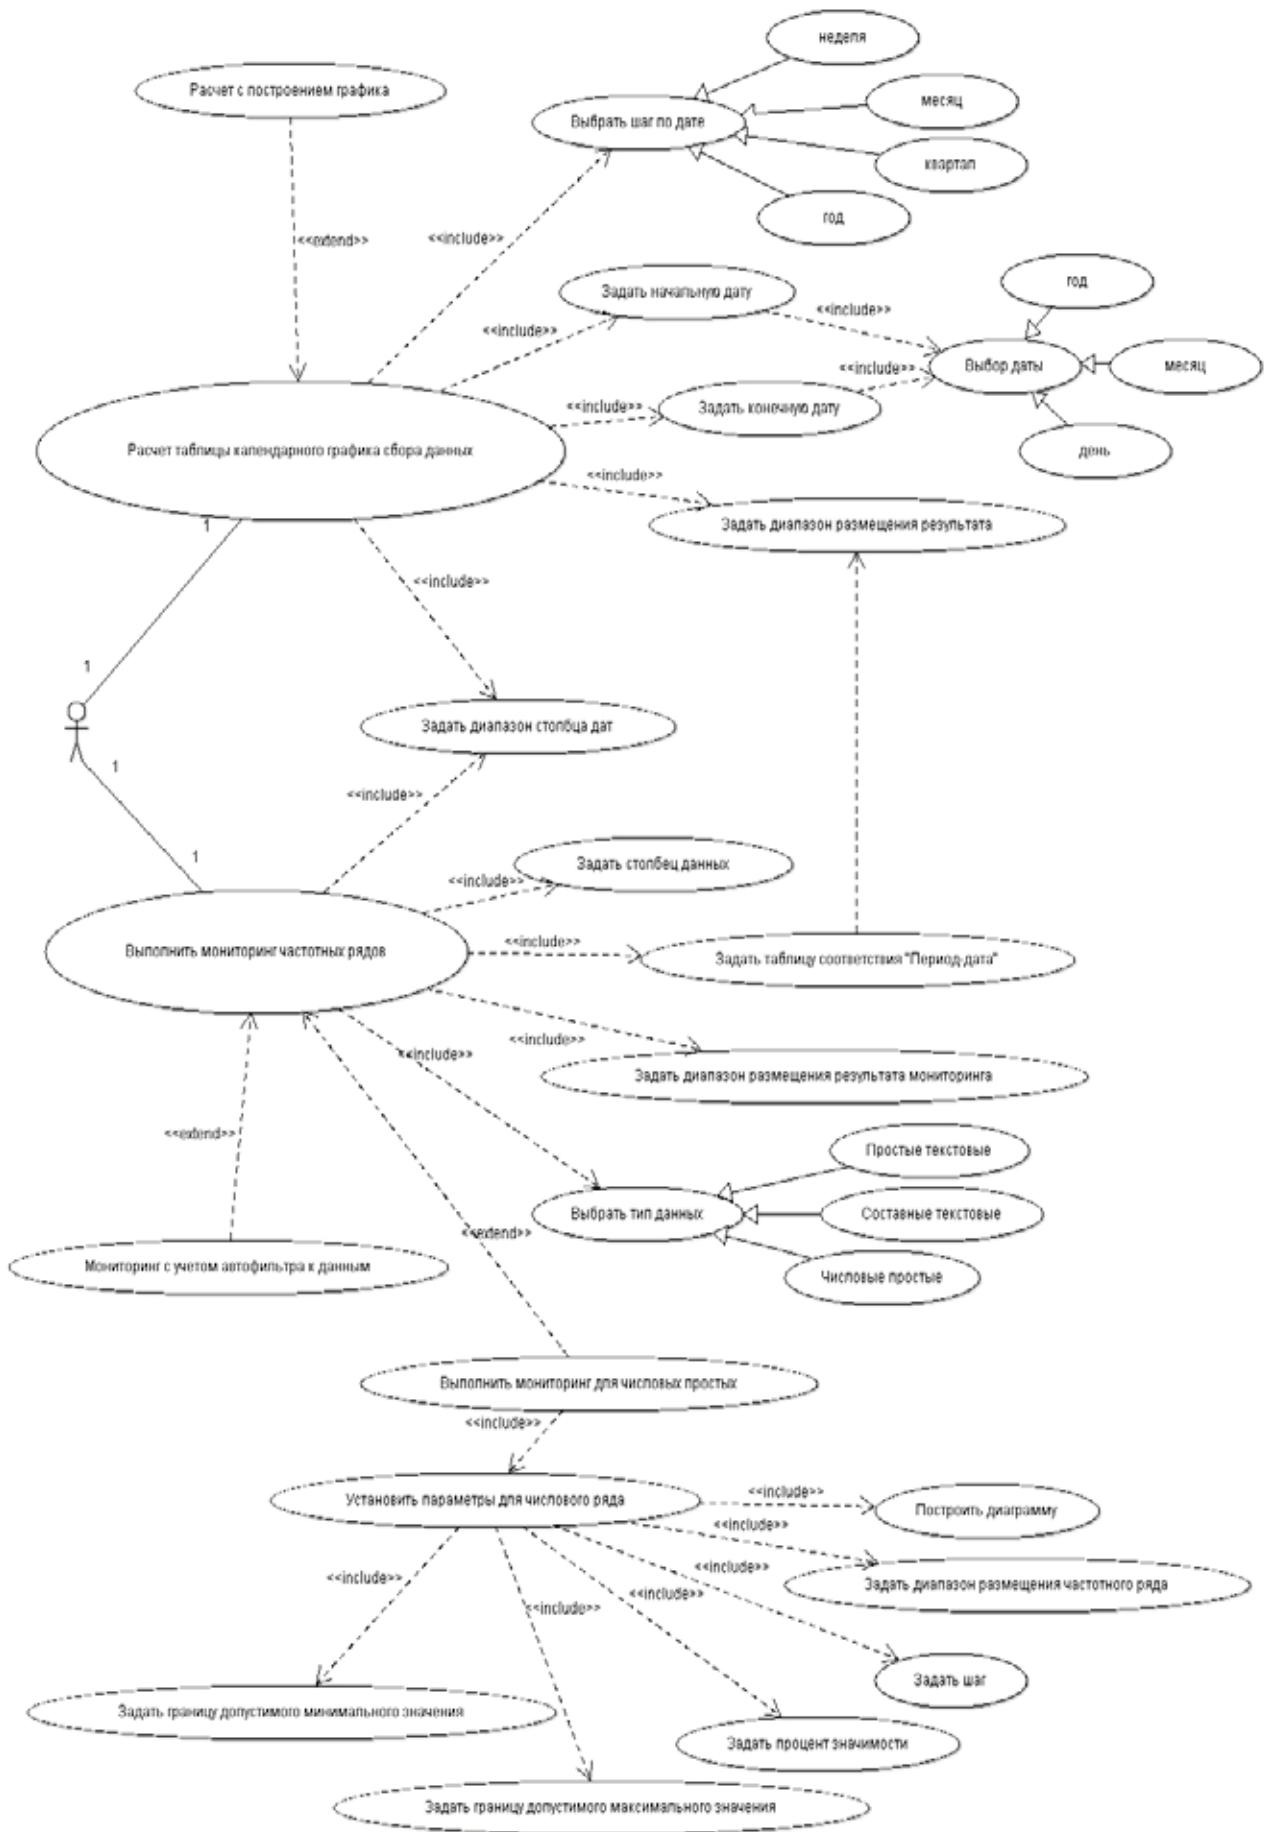 неделя
Расчет с построением графика
месяц
Выбрать шаг по дате
квартал
год
<<extend>>
<<include>>
год
Задать начальную дату
<<include>>
<<include>>
Выбор даты
месяц
<<include>>
<<include>>
Задать конечную дату
день
Расчет таблицы календарного графика сбора данных
<<include>>
Задать диапазон размещения результата
1
<<include>>
1
Задать диапазон столбца дат
1
<<include>>
1
Задать столбец данных
<<include>>
Выполнить мониторинг частотных рядов
<<include>>
Задать таблицу соответствия "Период-дата"
<<include>>
<<include>>
Задать диапазон размещения результата мониторинга
<<extend>>
Простые текстовые
Выбрать тип данных
Составные текстовые
<<extend>>
Мониторинг с учетом автофильтра к данным
Числовые простые
Выполнить мониторинг для числовых простых
<<include>>
Установить параметры для числового ряда
<<include>>
Построить диаграмму
<<include>>
<<include>>
Задать диапазон размещения частотного ряда
<<include>>
<<include>>
<<include>>
Задать шаг
Задать границу допустимого минимального значения
Задать процент значимости
Задать границу допустимого максимального значения